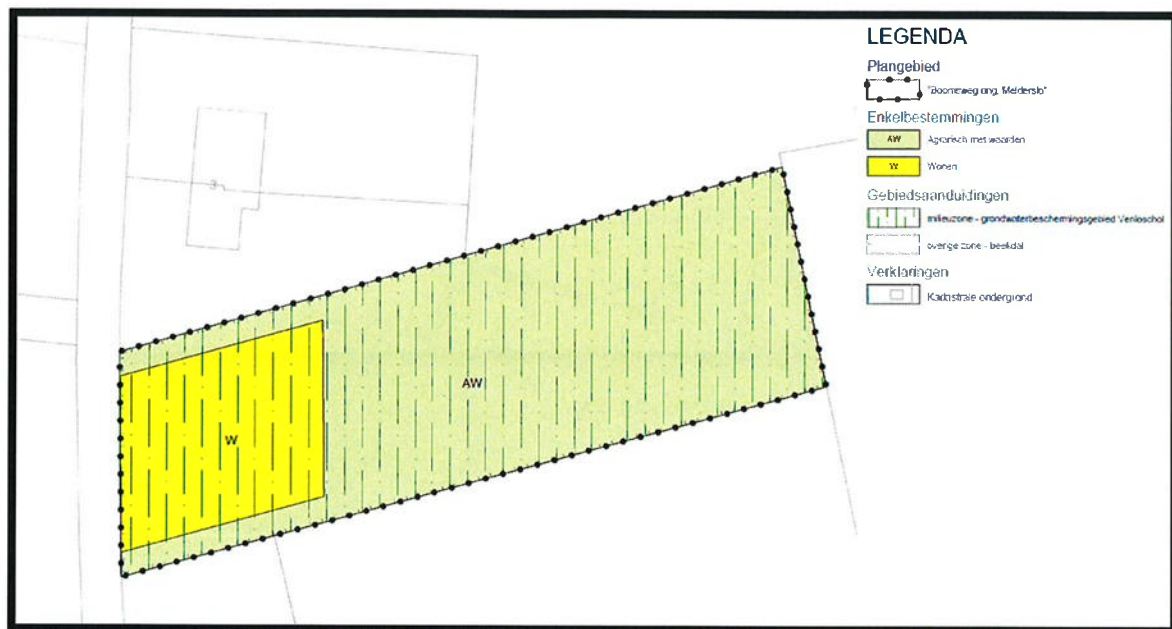 LEGENDA
Plangebied
"Boomweg ong. Melderslo"
Enkelbestemmingen
AW Agrarisch met waarden
W Wonen
Gebiedsaanduidingen
milieuzone - grondwaterbeschermingsgebied Venloschol
overige zone - beekdal
Verklaringen
Kadastrale ondergrond
3
AW
W